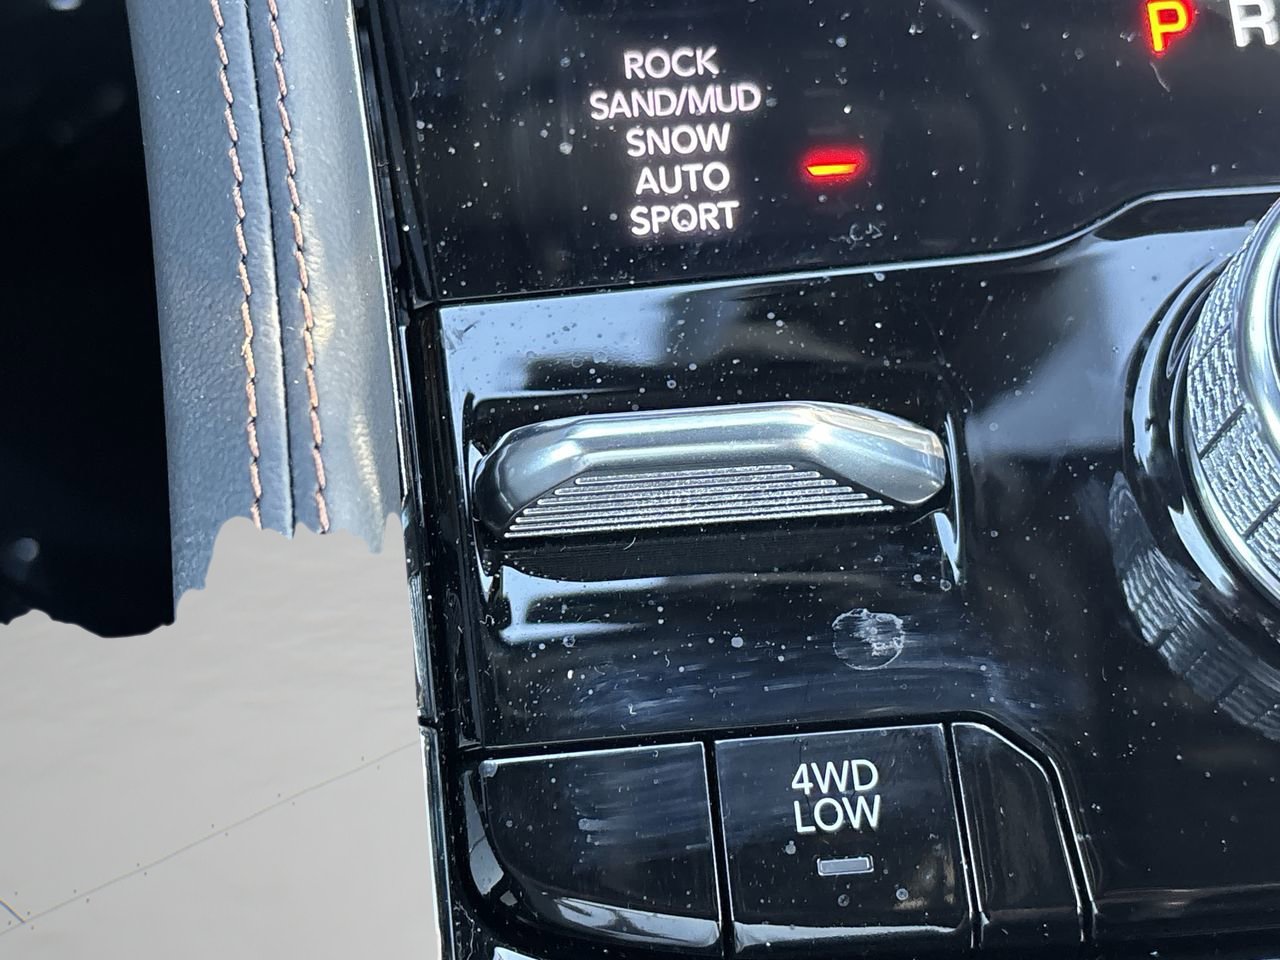 ROCK
SAND/MUD
SNOW
AUTO
SPORT
P R
4WD
LOW